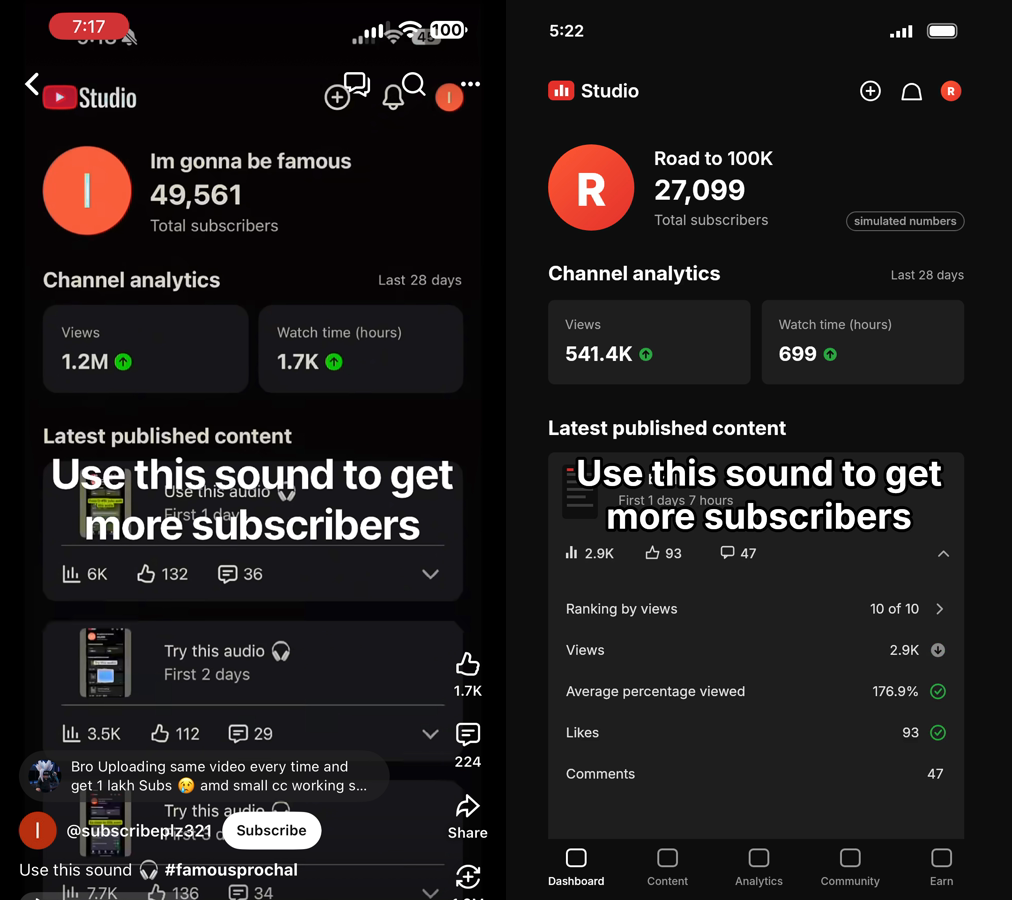 7:17
100
Studio
I
Im gonna be famous
49,561
Total subscribers
I
Channel analytics
Last 28 days
Views
1.2M
Watch time (hours)
1.7K
Latest published content
Use this sound to get
more subscribers
Use this audio 🎧
First 1 day
6K
132
36
Try this audio 🎧
First 2 days
3.5K
112
29
1.7K
224
Bro Uploading same video every time and
get 1 lakh Subs 😢 amd small cc working s...
Try this audio
I
@subscribeplz321
Subscribe
Share
Use this sound 🎧 #famousprochal
7.7K
136
34
5:22
Studio
R
R
Road to 100K
27,099
Total subscribers
simulated numbers
Channel analytics
Last 28 days
Views
541.4K
Watch time (hours)
699
Latest published content
Use this sound to get
more subscribers
First 1 days 7 hours
2.9K
93
47
Ranking by views
10 of 10
Views
2.9K
Average percentage viewed
176.9%
Likes
93
Comments
47
Dashboard
Content
Analytics
Community
Earn